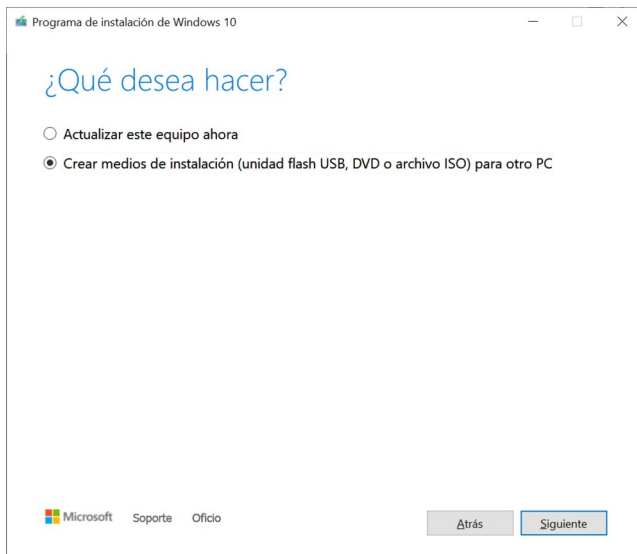 Programa de instalación de Windows 10
¿Qué desea hacer?
Actualizar este equipo ahora
Crear medios de instalación (unidad flash USB, DVD o archivo ISO) para otro PC
Microsoft Soporte Oficio Atrás Siguiente